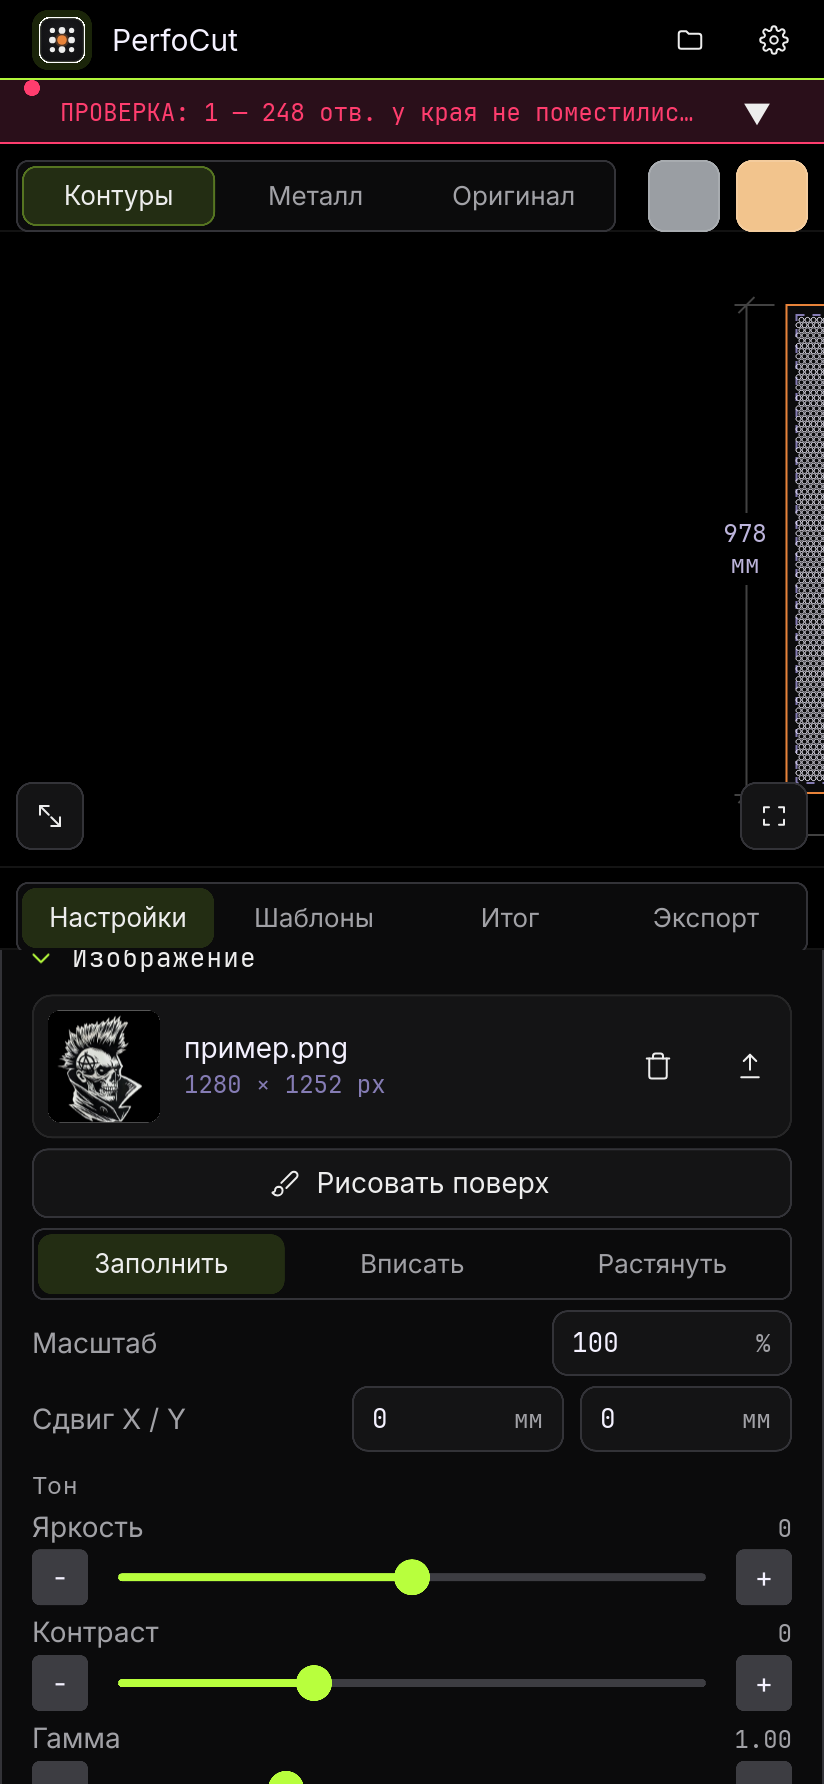 PerfoCut
ПРОВЕРКА: 1 — 248 отв. у края не поместилис…
Контуры Металл Оригинал
978
мм
Настройки Шаблоны Итог Экспорт
Изображение
пример.png
1280 × 1252 px
Рисовать поверх
Заполнить Вписать Растянуть
Масштаб 100 %
Сдвиг X / Y 0 мм 0 мм
Тон
Яркость 0
- +
Контраст 0
- +
Гамма 1.00